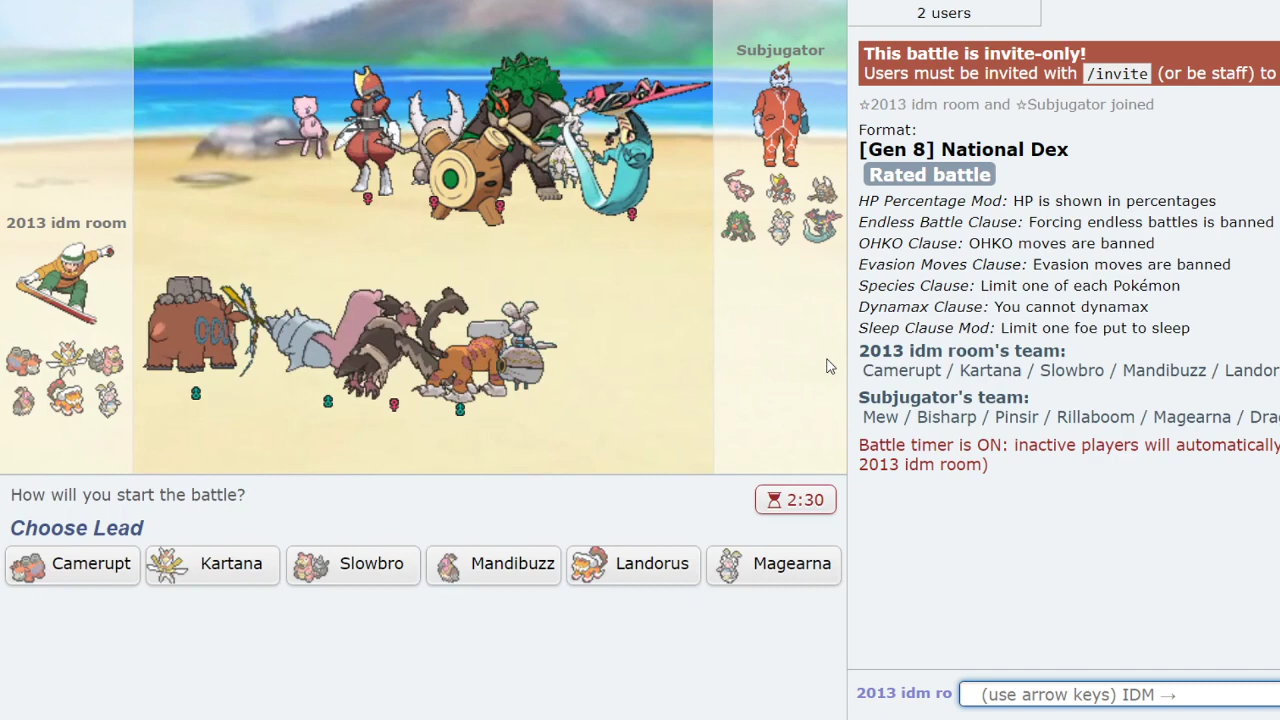 2 users
Subjugator
2013 idm room
This battle is invite-only!
Users must be invited with /invite (or be staff) to
☆2013 idm room and ☆Subjugator joined
Format:
[Gen 8] National Dex
Rated battle
HP Percentage Mod: HP is shown in percentages
Endless Battle Clause: Forcing endless battles is banned
OHKO Clause: OHKO moves are banned
Evasion Moves Clause: Evasion moves are banned
Species Clause: Limit one of each Pokémon
Dynamax Clause: You cannot dynamax
Sleep Clause Mod: Limit one foe put to sleep
2013 idm room's team:
Camerupt / Kartana / Slowbro / Mandibuzz / Landor
Subjugator's team:
Mew / Bisharp / Pinsir / Rillaboom / Magearna / Dra
Battle timer is ON: inactive players will automatically
2013 idm room)
How will you start the battle?
2:30
Choose Lead
Camerupt Kartana Slowbro Mandibuzz Landorus Magearna
2013 idm ro (use arrow keys) IDM →